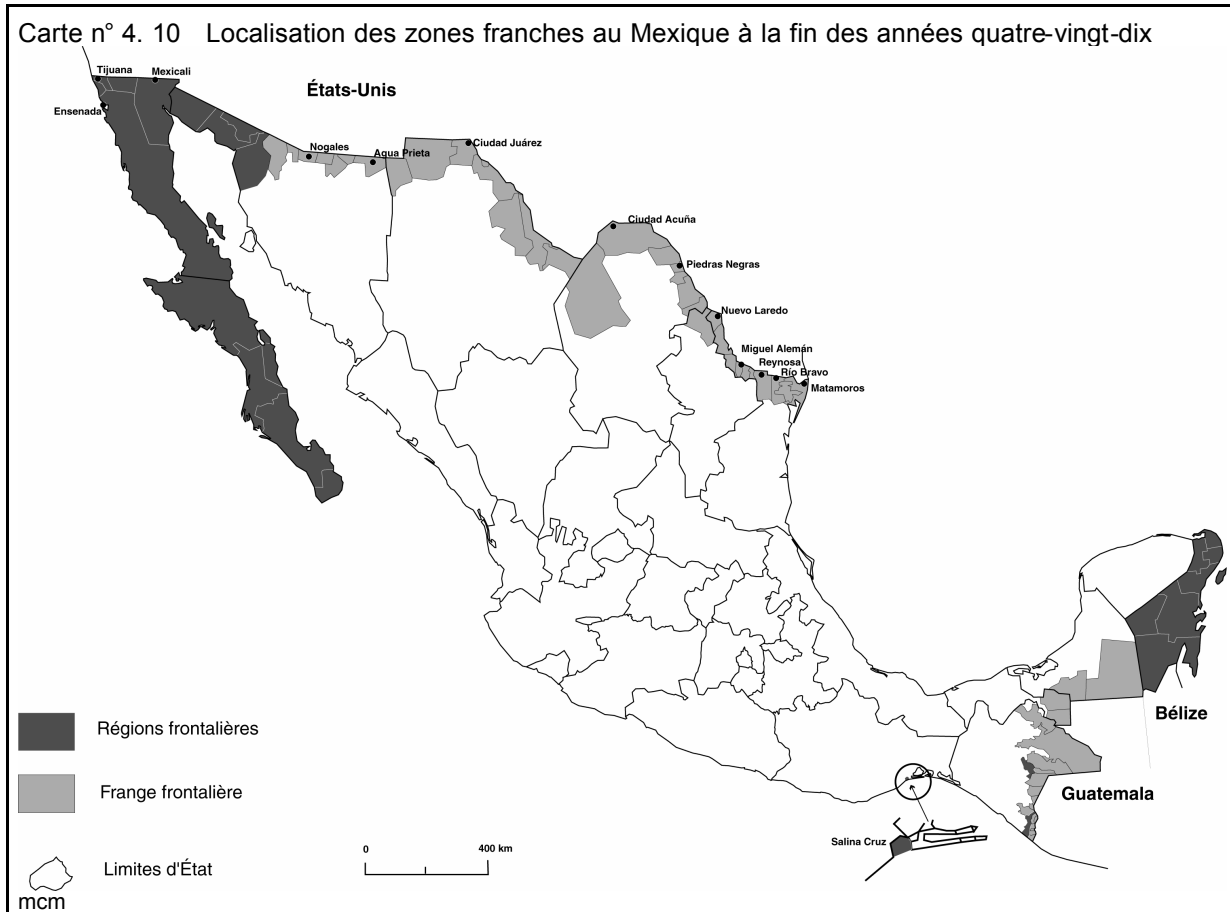 Carte n° 4. 10 Localisation des zones franches au Mexique à la fin des années quatre-vingt-dix
Tijuana
Mexicali
États-Unis
Ensenada
Nogales
Agua Prieta
Ciudad Juárez
Ciudad Acuña
Piedras Negras
Nuevo Laredo
Miguel Alemán
Reynosa
Río Bravo
Matamoros
Régions frontalières
Bélize
Frange frontalière
Guatemala
Salina Cruz
0 400 km
Limites d'État
mcm